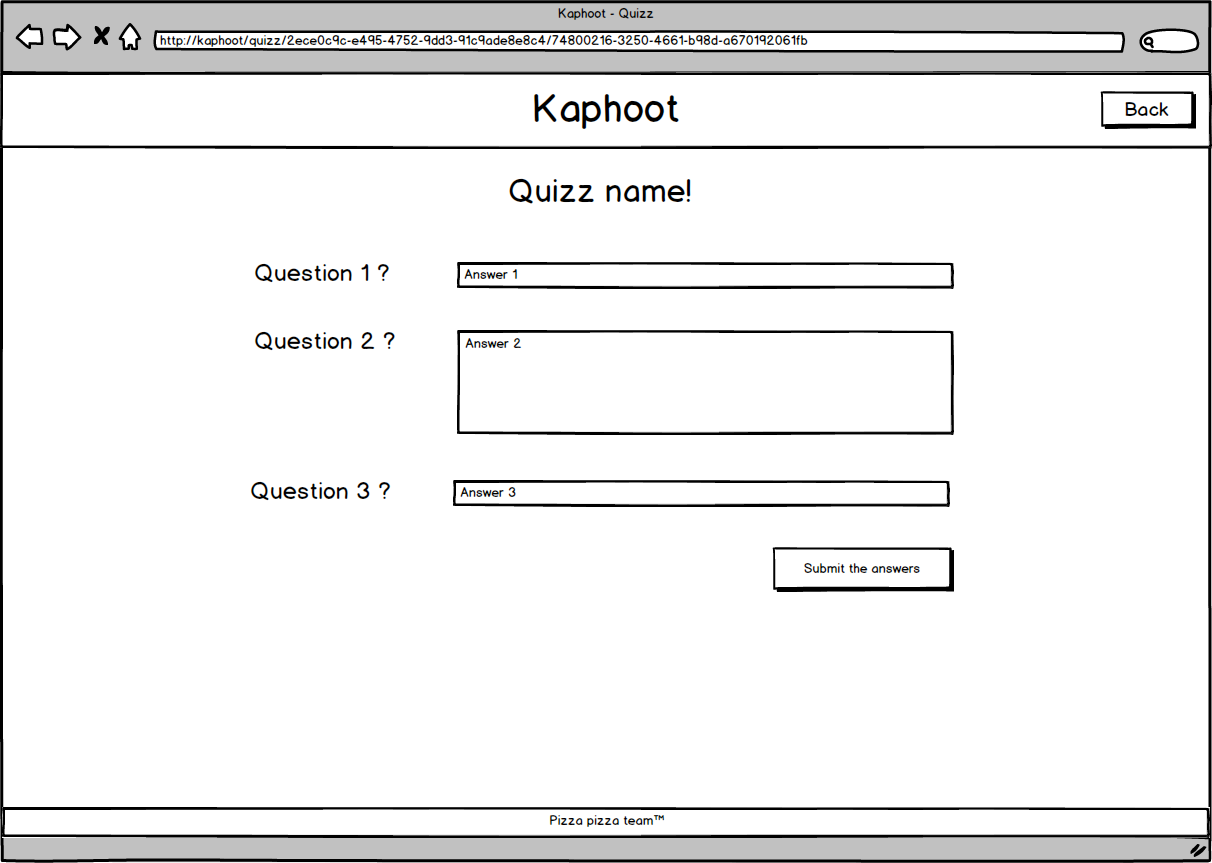 Kaphoot - Quizz
http://kaphoot/quizz/2ece0c9c-e495-4752-9dd3-91c9ade8e8c4/74800216-3250-4661-b98d-a670192061fb
Kaphoot
Back
Quizz name!
Question 1 ?
Answer 1
Question 2 ?
Answer 2
Question 3 ?
Answer 3
Submit the answers
Pizza pizza team™